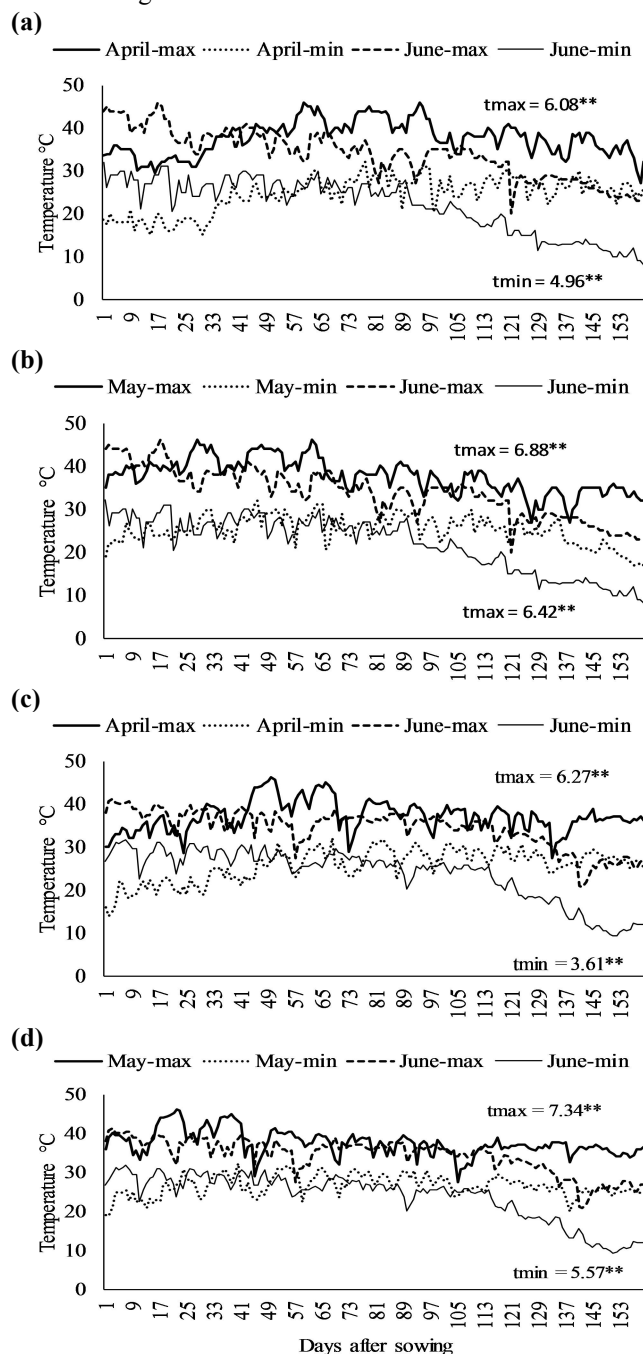 (a)
April-max April-min June-max June-min
Temperature °C
50
40
30
20
10
0
tmax = 6.08**
tmin = 4.96**
1 9 17 25 33 41 49 57 65 73 81 89 97 105 113 121 129 137 145 153
(b)
May-max May-min June-max June-min
Temperature °C
50
40
30
20
10
0
tmax = 6.88**
tmax = 6.42**
1 9 17 25 33 41 49 57 65 73 81 89 97 105 113 121 129 137 145 153
(c)
April-max April-min June-max June-min
Temperature °C
50
40
30
20
10
0
tmax = 6.27**
tmin = 3.61**
1 9 17 25 33 41 49 57 65 73 81 89 97 105 113 121 129 137 145 153
(d)
May-max May-min June-max June-min
Temperature °C
50
40
30
20
10
0
tmax = 7.34**
tmin = 5.57**
1 9 17 25 33 41 49 57 65 73 81 89 97 105 113 121 129 137 145 153
Days after sowing